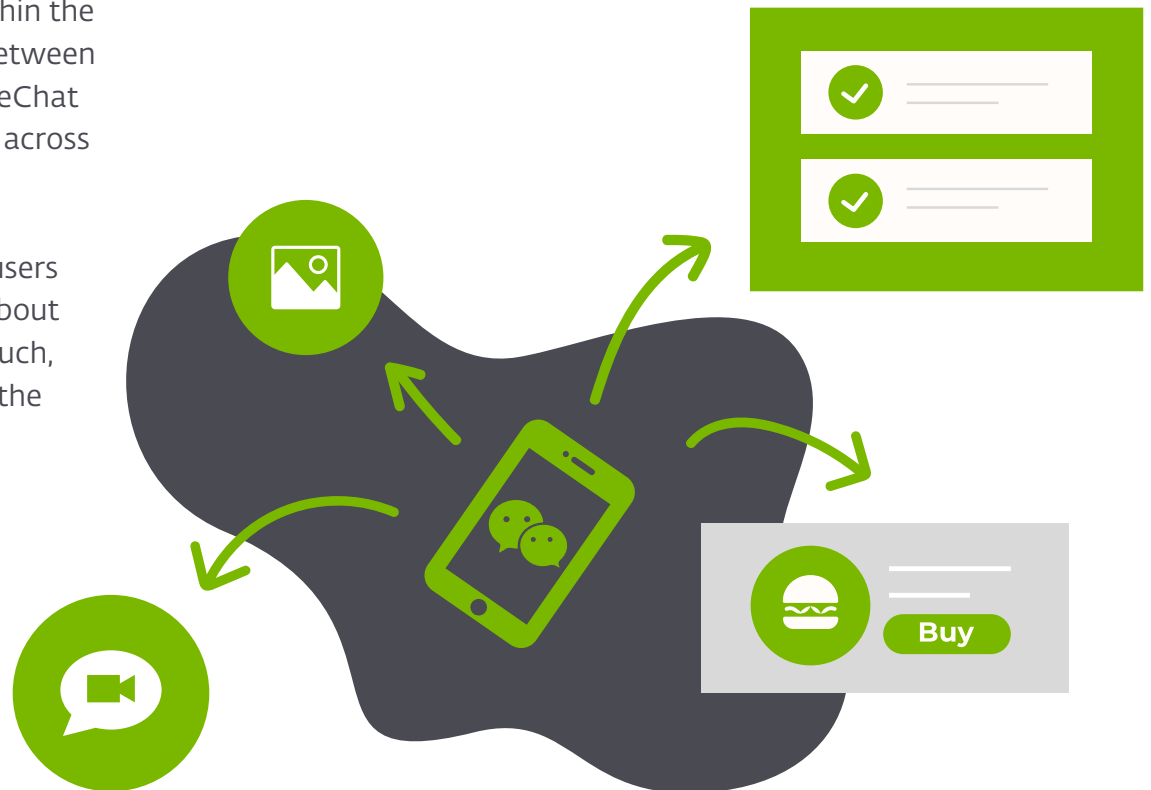 hin the
etween
eChat
across
users
bout
uch,
the
Buy